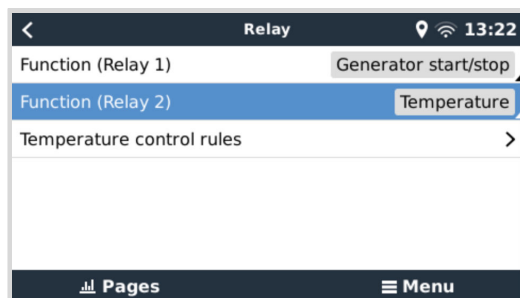 Relay 13:22
Function (Relay 1) Generator start/stop
Function (Relay 2) Temperature
Temperature control rules
Pages Menu